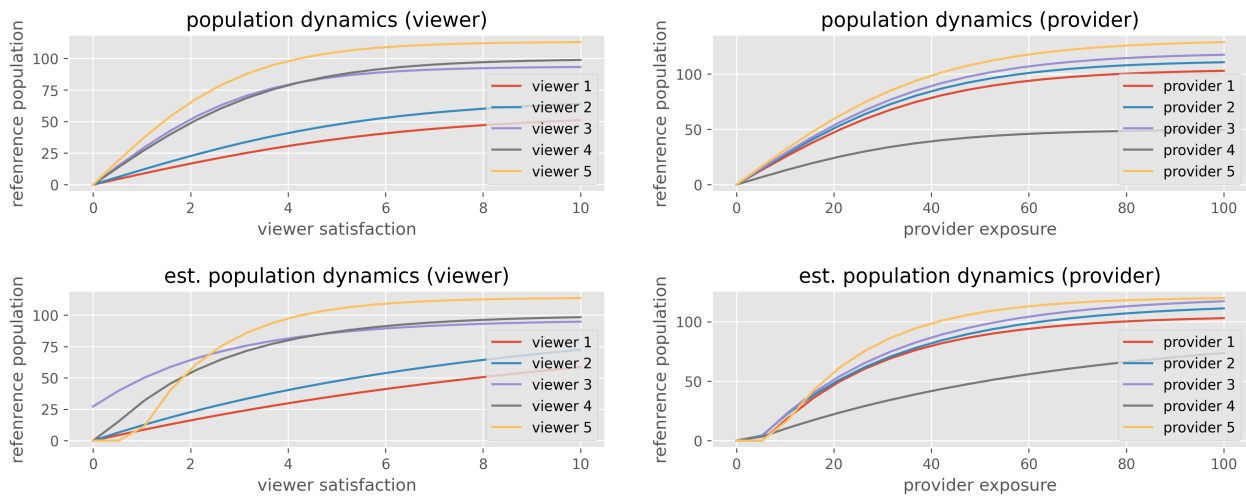 population dynamics (viewer)
refenrence population
100
75
50
25
0
0 2 4 6 8 10
viewer satisfaction
viewer 1
viewer 2
viewer 3
viewer 4
viewer 5
population dynamics (provider)
refenrence population
100
50
0
0 20 40 60 80 100
provider exposure
provider 1
provider 2
provider 3
provider 4
provider 5
est. population dynamics (viewer)
refenrence population
100
75
50
25
0
0 2 4 6 8 10
viewer satisfaction
viewer 1
viewer 2
viewer 3
viewer 4
viewer 5
est. population dynamics (provider)
refenrence population
100
50
0
0 20 40 60 80 100
provider exposure
provider 1
provider 2
provider 3
provider 4
provider 5